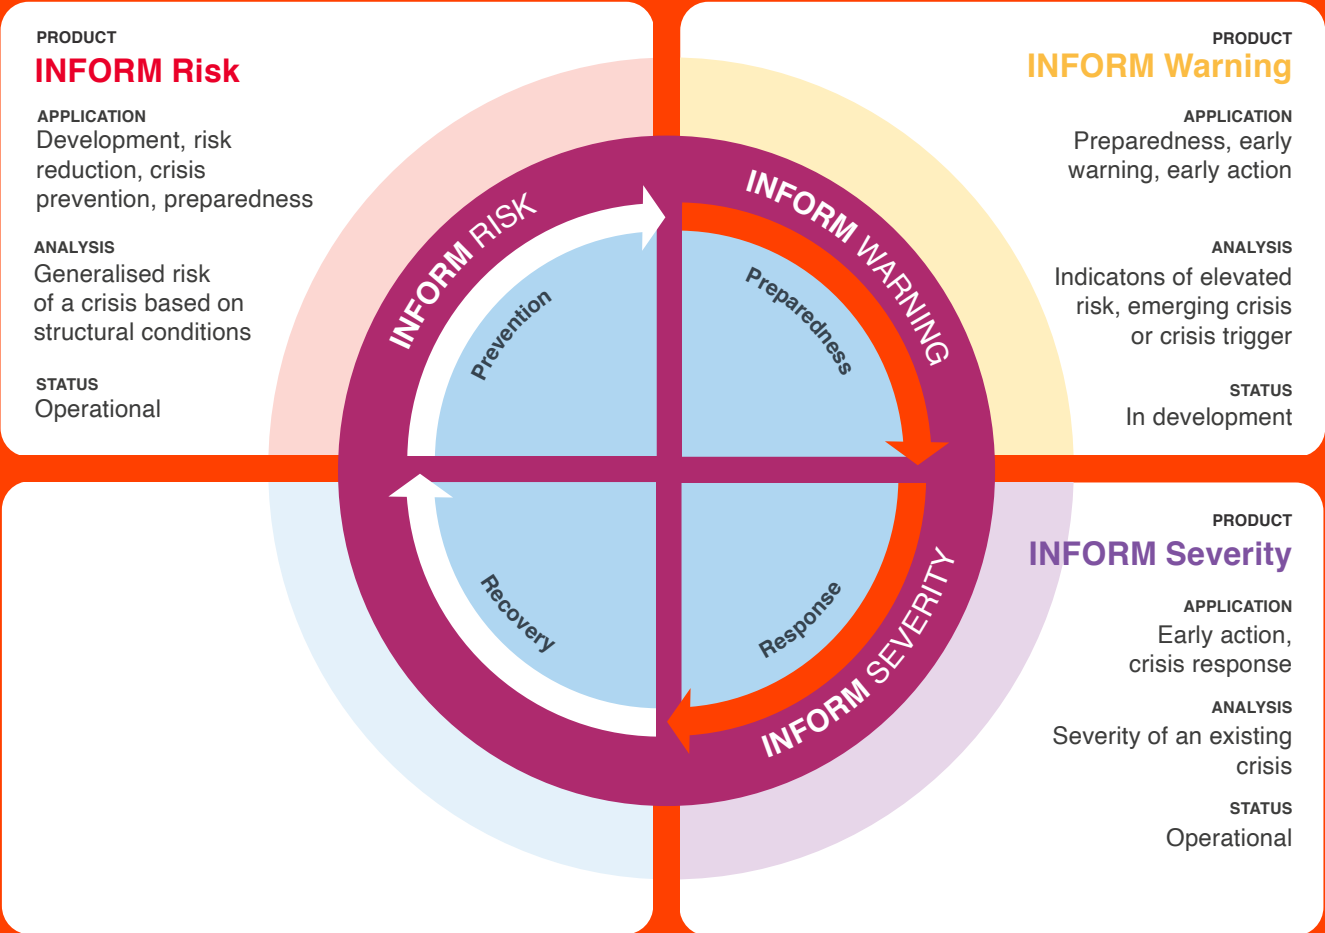 PRODUCT
INFORM Risk
APPLICATION
Development, risk
reduction, crisis
prevention, preparedness
ANALYSIS
Generalised risk
of a crisis based on
structural conditions
STATUS
Operational
PRODUCT
INFORM Warning
APPLICATION
Preparedness, early
warning, early action
ANALYSIS
Indicatons of elevated
risk, emerging crisis
or crisis trigger
STATUS
In development
INFORM RISK
INFORM WARNING
Prevention
Preparedness
Recovery
Response
INFORM SEVERITY
PRODUCT
INFORM Severity
APPLICATION
Early action,
crisis response
ANALYSIS
Severity of an existing
crisis
STATUS
Operational